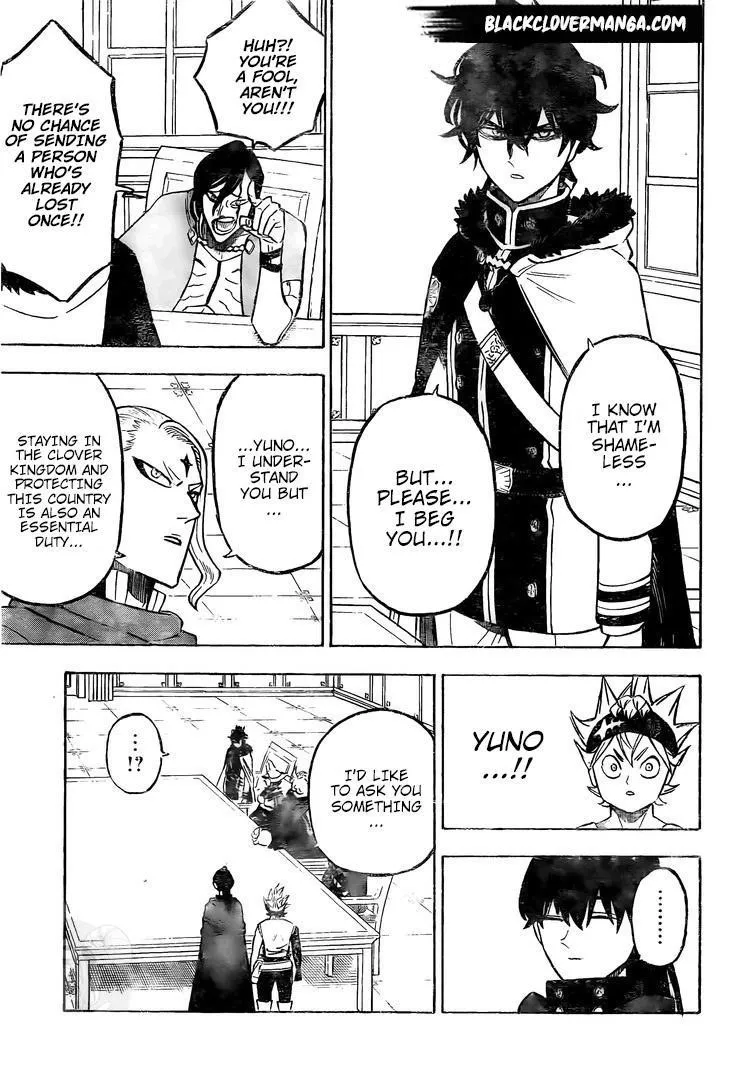 BLACKCLOVERMAN6A.COM
I KNOW
THAT I'M
SHAME-
LESS
...
BUT...
PLEASE...
I BEG
YOU...!!
HUH?!
YOU'RE
A FOOL,
AREN'T
YOU!!!
THERE'S
NO CHANCE
OF SENDING
A PERSON
WHO'S
ALREADY
LOST
ONCE!!
...YUNO...
I UNDER-
STAND
YOU BUT
...
STAYING IN
THE CLOVER
KINGDOM AND
PROTECTING
THIS COUNTRY
IS ALSO AN
ESSENTIAL
DUTY...
YUNO
...!!
......
I'D LIKE
TO ASK YOU
SOMETHING
...
...
!?